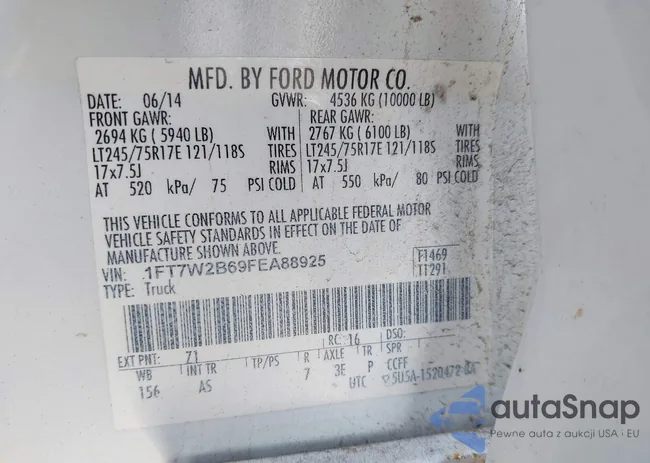 MFD. BY FORD MOTOR CO.
DATE: 06/14 GVWR: 4536 KG (10000 LB)
FRONT GAWR: REAR GAWR:
2694 KG ( 5940 LB) WITH 2767 KG ( 6100 LB) WITH
LT245/75R17E 121/118S TIRES LT245/75R17E 121/118S TIRES
17x7.5J RIMS 17x7.5J RIMS
AT 520 kPa/ 75 PSI COLD AT 550 kPa/ 80 PSI COLD
THIS VEHICLE CONFORMS TO ALL APPLICABLE FEDERAL MOTOR
VEHICLE SAFETY STANDARDS IN EFFECT ON THE DATE OF
MANUFACTURE SHOWN ABOVE.
VIN: 1FT7W2B69FEA88925 F1469
TYPE: Truck T1291
EXT PNT: Z1 RC: 16 DSO:
WB INT TR TP/PS R AXLE TR SPR
156 AS 7 3E P CCFF
UTC
autaSnap
Pewne auta z aukcji USA i EU